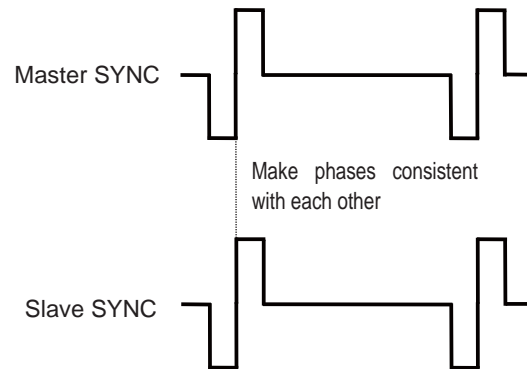 Master SYNC
Make phases consistent
with each other
Slave SYNC